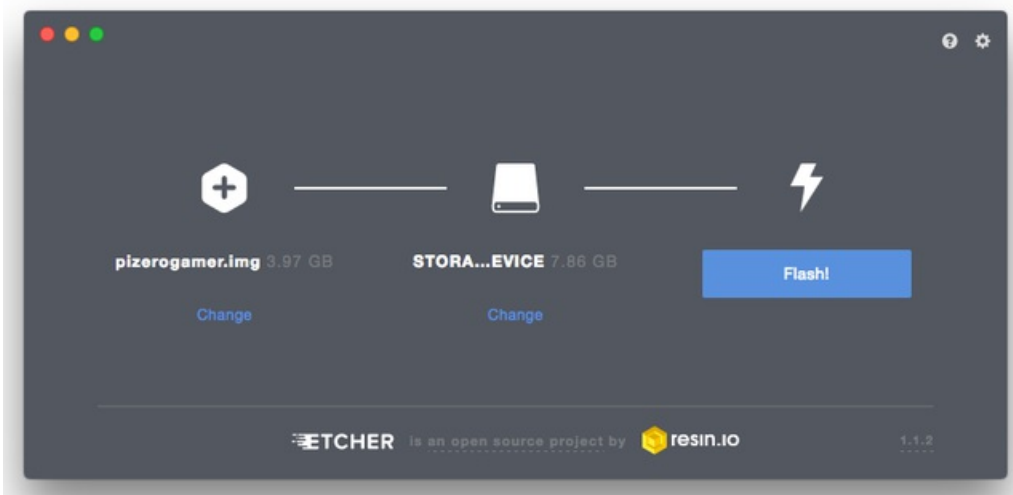 pizerogamer.img 3.97 GB
STORA...EVICE 7.86 GB
Flash!
Change
Change
ETCHER is an open source project by resin.io 1.1.2